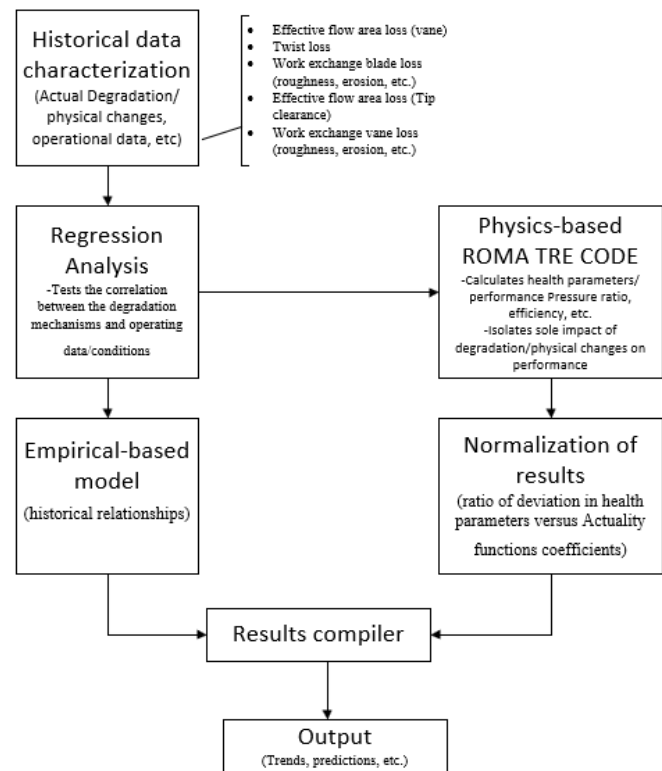 Historical data
characterization
(Actual Degradation/
physical changes,
operational data, etc)
• Effective flow area loss (vane)
• Twist loss
• Work exchange blade loss
(roughness, erosion, etc.)
• Effective flow area loss (Tip
clearance)
• Work exchange vane loss
(roughness, erosion, etc.)
Regression
Analysis
-Tests the correlation
between the degradation
mechanisms and operating
data/conditions
Physics-based
ROMA TRE CODE
-Calculates health parameters/
performance Pressure ratio,
efficiency, etc.
-Isolates sole impact of
degradation/physical changes on
performance
Empirical-based
model
(historical relationships)
Normalization of
results
(ratio of deviation in health
parameters versus Actuality
functions coefficients)
Results compiler
Output
(Trends, predictions, etc.)